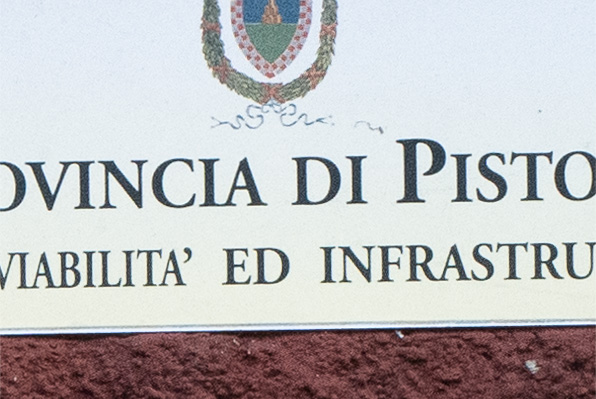 OVINCIA DI PISTO
VIABILITA' ED INFRASTRU